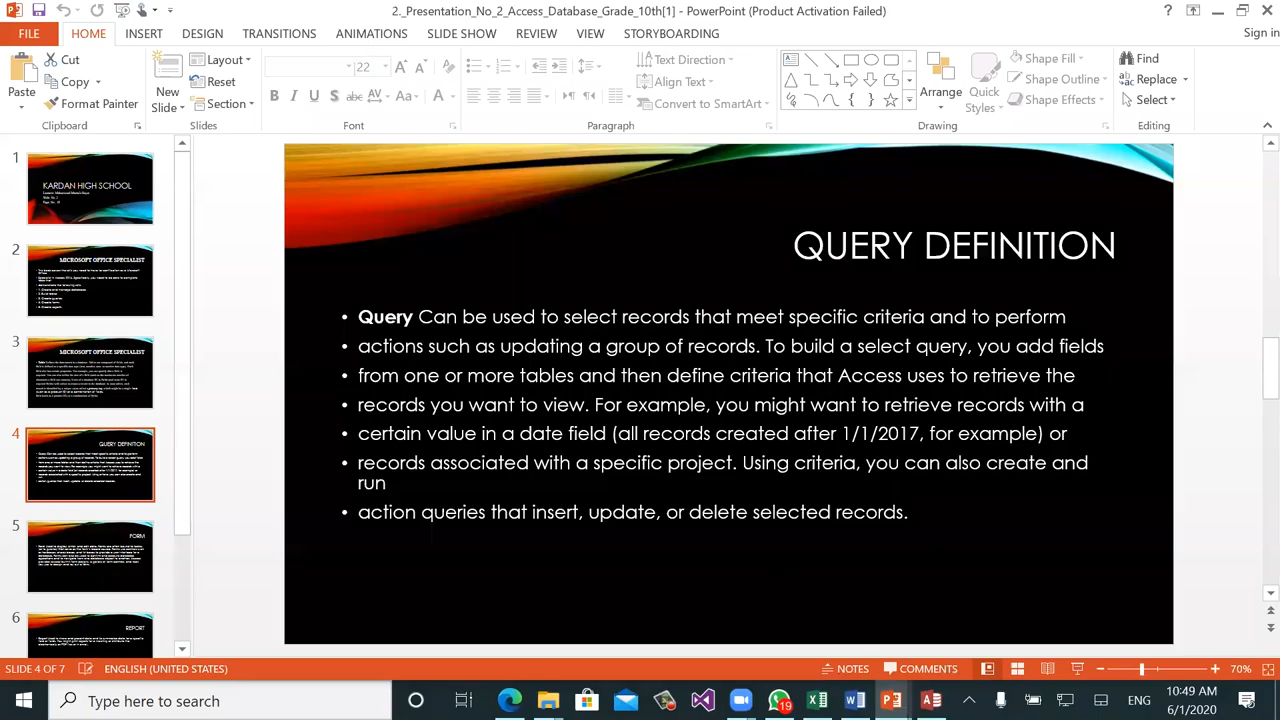 2._Presentation_No_2_Access_Database_Grade_10th[1] - PowerPoint (Product Activation Failed)
Sign in
FILE HOME INSERT DESIGN TRANSITIONS ANIMATIONS SLIDE SHOW REVIEW VIEW STORYBOARDING
Paste
Cut
Copy
Format Painter
Clipboard
New Slide
Layout
Reset
Section
Slides
22
Font
Text Direction
Align Text
Convert to SmartArt
Paragraph
Arrange
Quick Styles
Shape Fill
Shape Outline
Shape Effects
Drawing
Find
Replace
Select
Editing
1
KARDAN HIGH SCHOOL
2
MICROSOFT OFFICE SPECIALIST
3
MICROSOFT OFFICE SPECIALIST
4
QUERY DEFINITION
5
FORM
6
REPORT
QUERY DEFINITION
• Query Can be used to select records that meet specific criteria and to perform
• actions such as updating a group of records. To build a select query, you add fields
• from one or more tables and then define criteria that Access uses to retrieve the
• records you want to view. For example, you might want to retrieve records with a
• certain value in a date field (all records created after 1/1/2017, for example) or
• records associated with a specific project. Using criteria, you can also create and
run
• action queries that insert, update, or delete selected records.
SLIDE 4 OF 7 ENGLISH (UNITED STATES) NOTES COMMENTS 70%
Type here to search
19
ENG
10:49 AM
6/1/2020